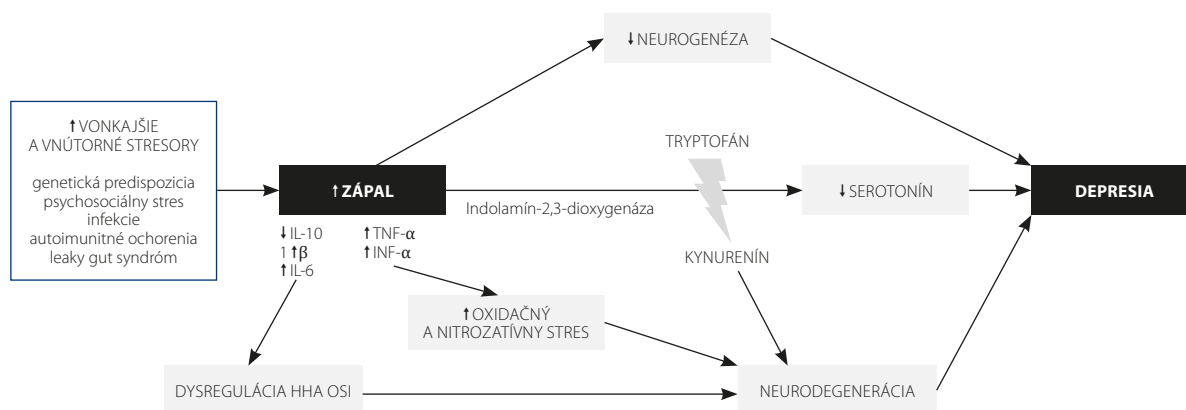 ↓ NEUROGENÉZA
↑ VONKAJŠIE
A VNÚTORNÉ STRESORY
genetická predispozicia
psychosociálny stres
infekcie
autoimunitné ochorenia
leaky gut syndróm
TRYPTOFÁN
↑ ZÁPAL
Indolamín-2,3-dioxygenáza
↓ SEROTONÍN
DEPRESIA
↓ IL-10
1 ↑ β
↑ IL-6
↑ TNF-α
↑ INF-α
KYNURENÍN
↑ OXIDAČNÝ
A NITROZATÍVNY STRES
DYSREGULÁCIA HHA OSI
NEURODEGENERÁCIA